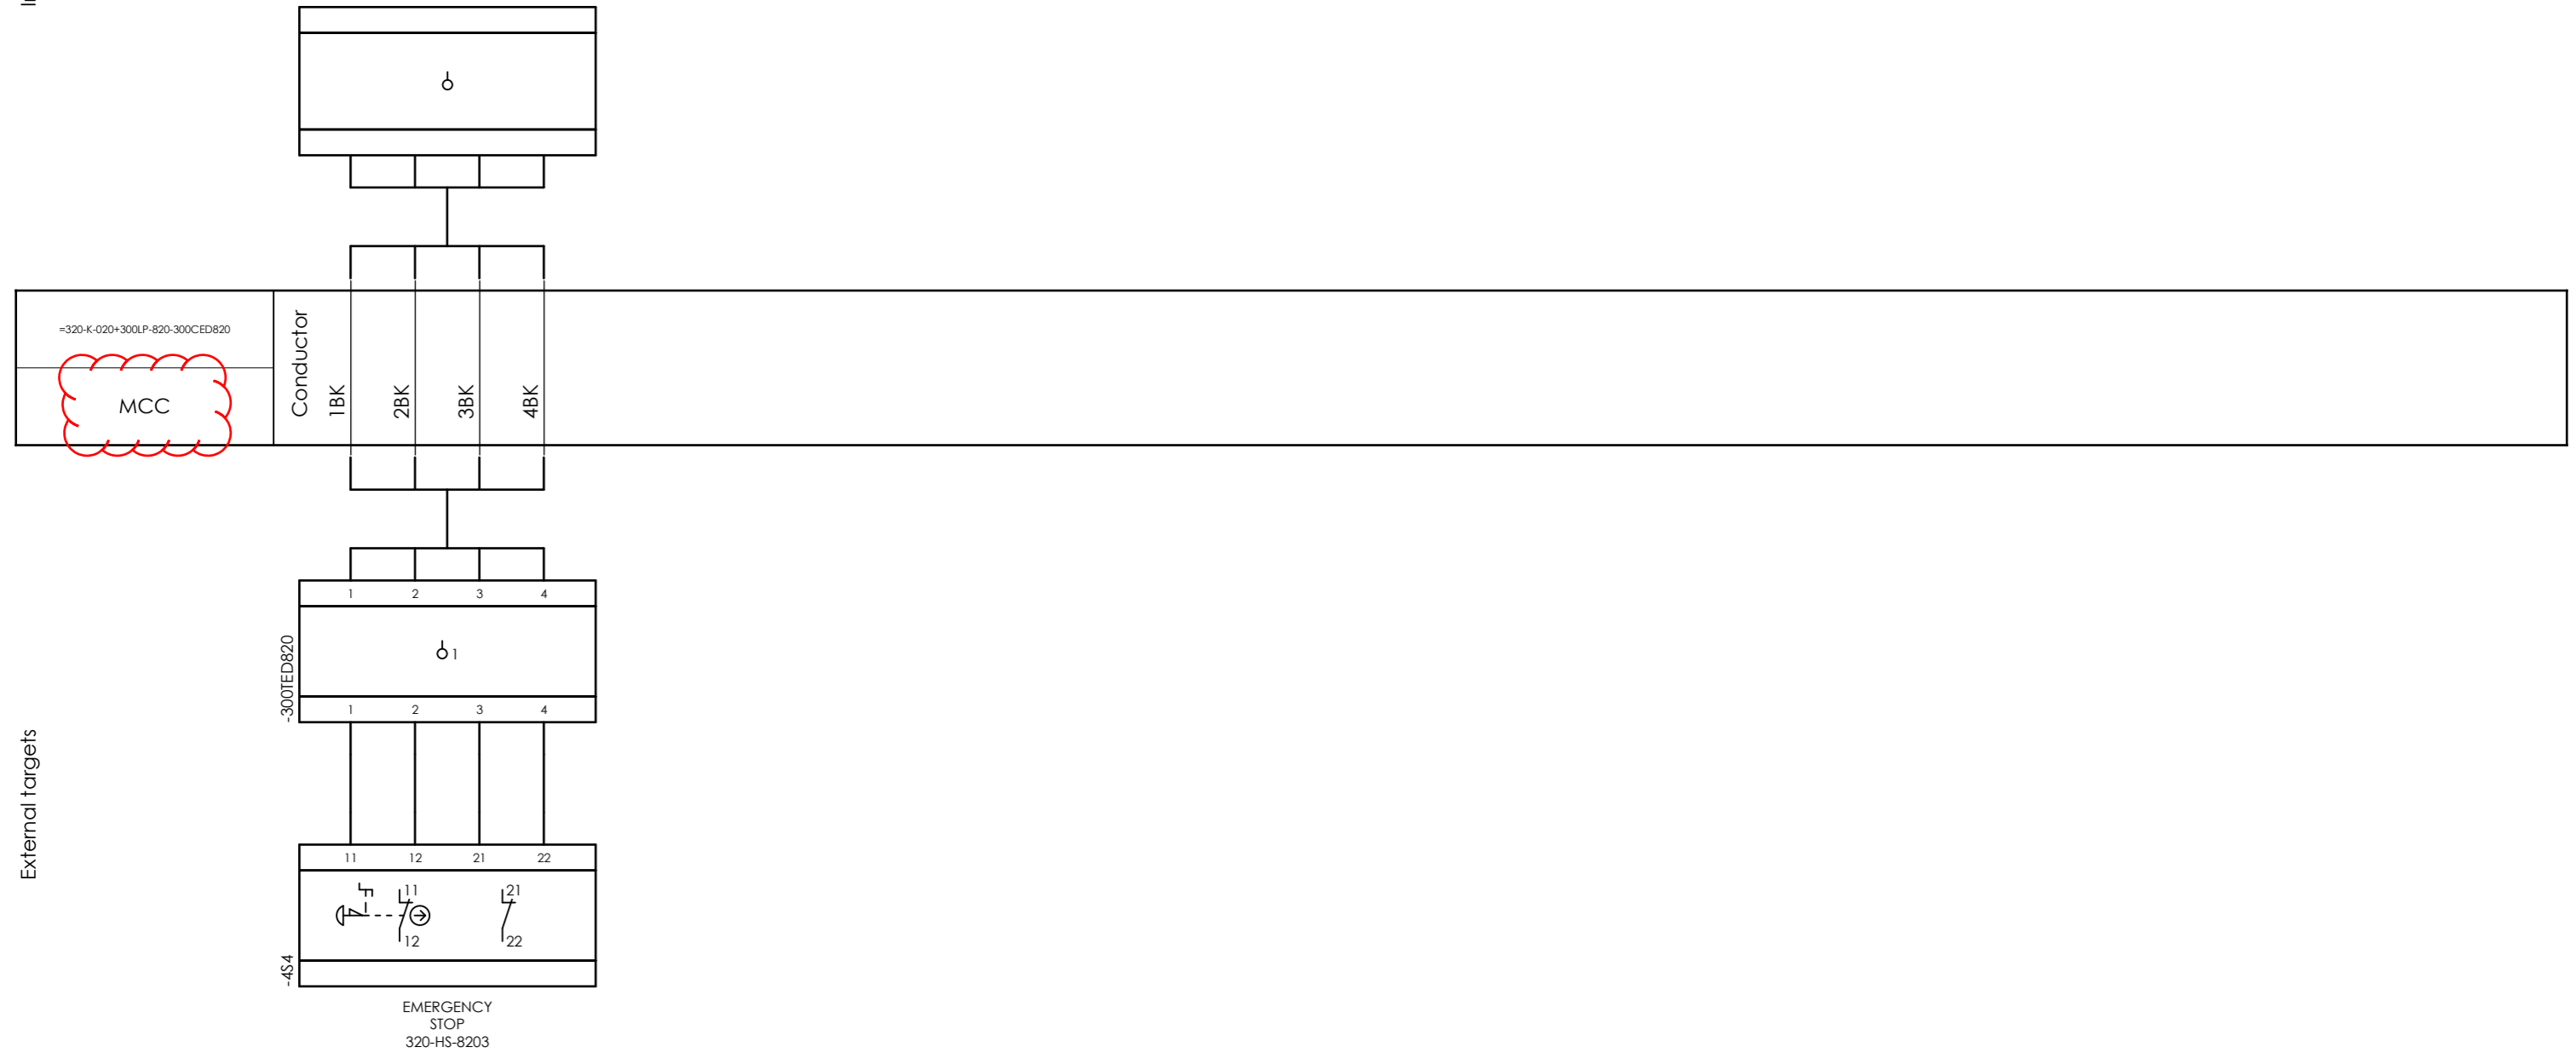 =320-K-020+300LP-820-300CED820
MCC
Conductor
1BK
2BK
3BK
4BK
External targets
-300TED820
1 2 3 4
1
1 2 3 4
-4S4
11 12 21 22
11
12
21
22
EMERGENCY
STOP
320-HS-8203